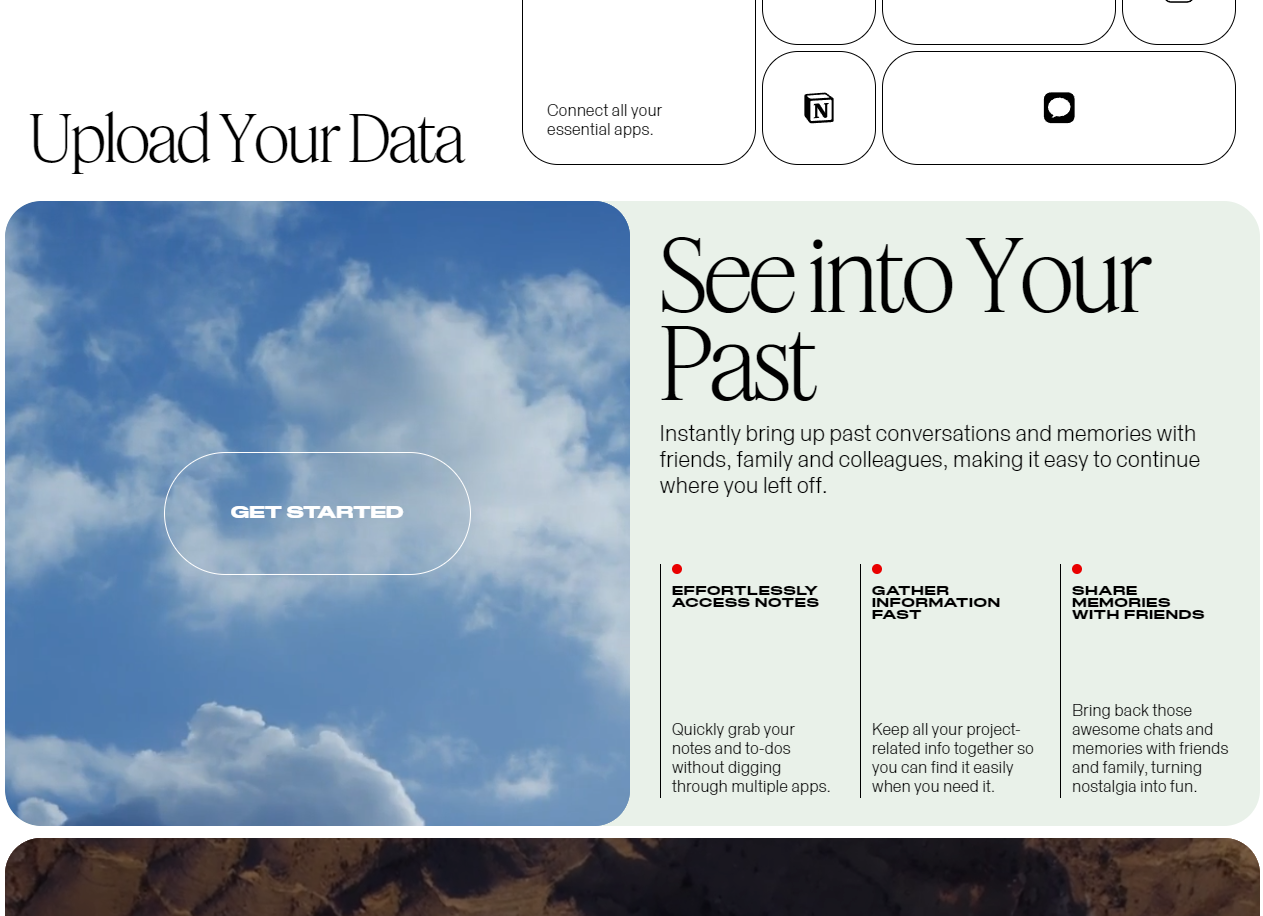 Connect all your
essential apps.
Upload Your Data
N
See into Your
Past
Instantly bring up past conversations and memories with
friends, family and colleagues, making it easy to continue
where you left off.
GET STARTED
EFFORTLESSLY
ACCESS NOTES
Quickly grab your
notes and to-dos
without digging
through multiple apps.
GATHER
INFORMATION
FAST
Keep all your project-
related info together so
you can find it easily
when you need it.
SHARE
MEMORIES
WITH FRIENDS
Bring back those
awesome chats and
memories with friends
and family, turning
nostalgia into fun.